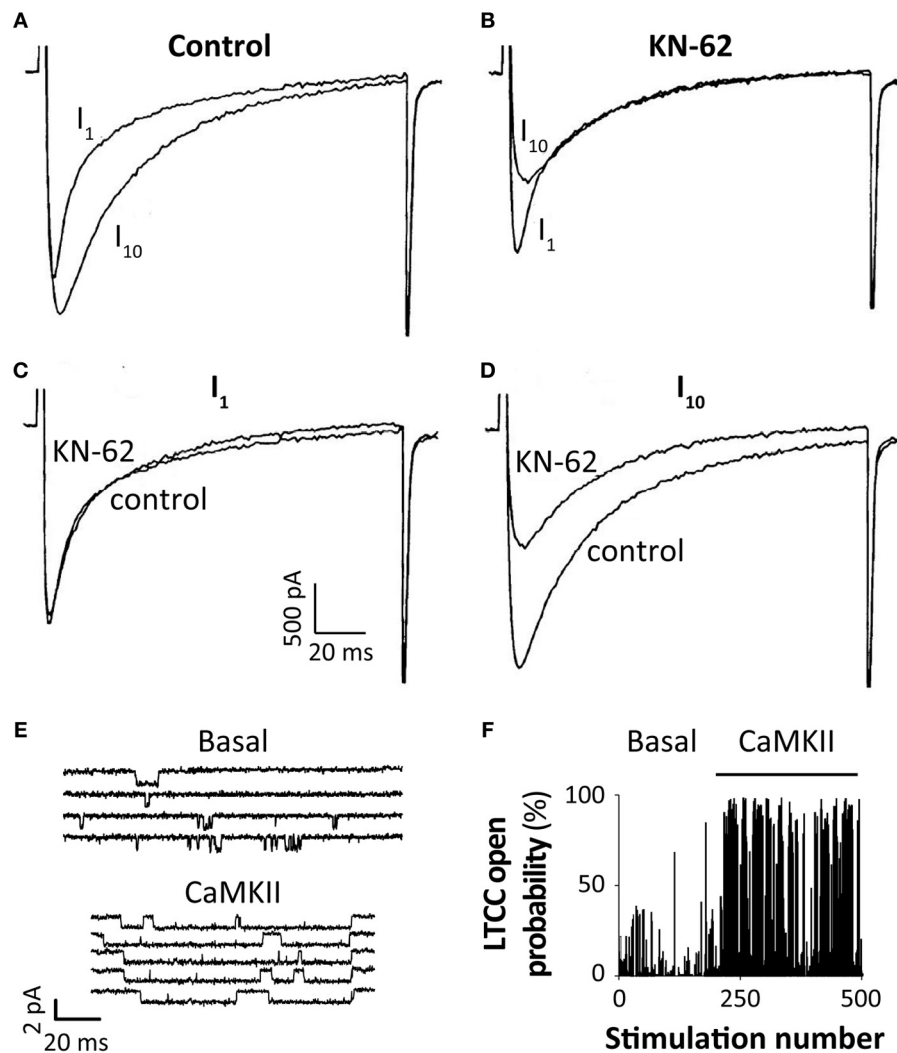 A
Control
I1
I10
B
KN-62
I10
I1
C
I1
KN-62
control
500 pA
20 ms
D
I10
KN-62
control
E
Basal
CaMKII
2 pA
20 ms
F
Basal CaMKII
LTCC open
probability (%)
100
50
0
0 250 500
Stimulation number